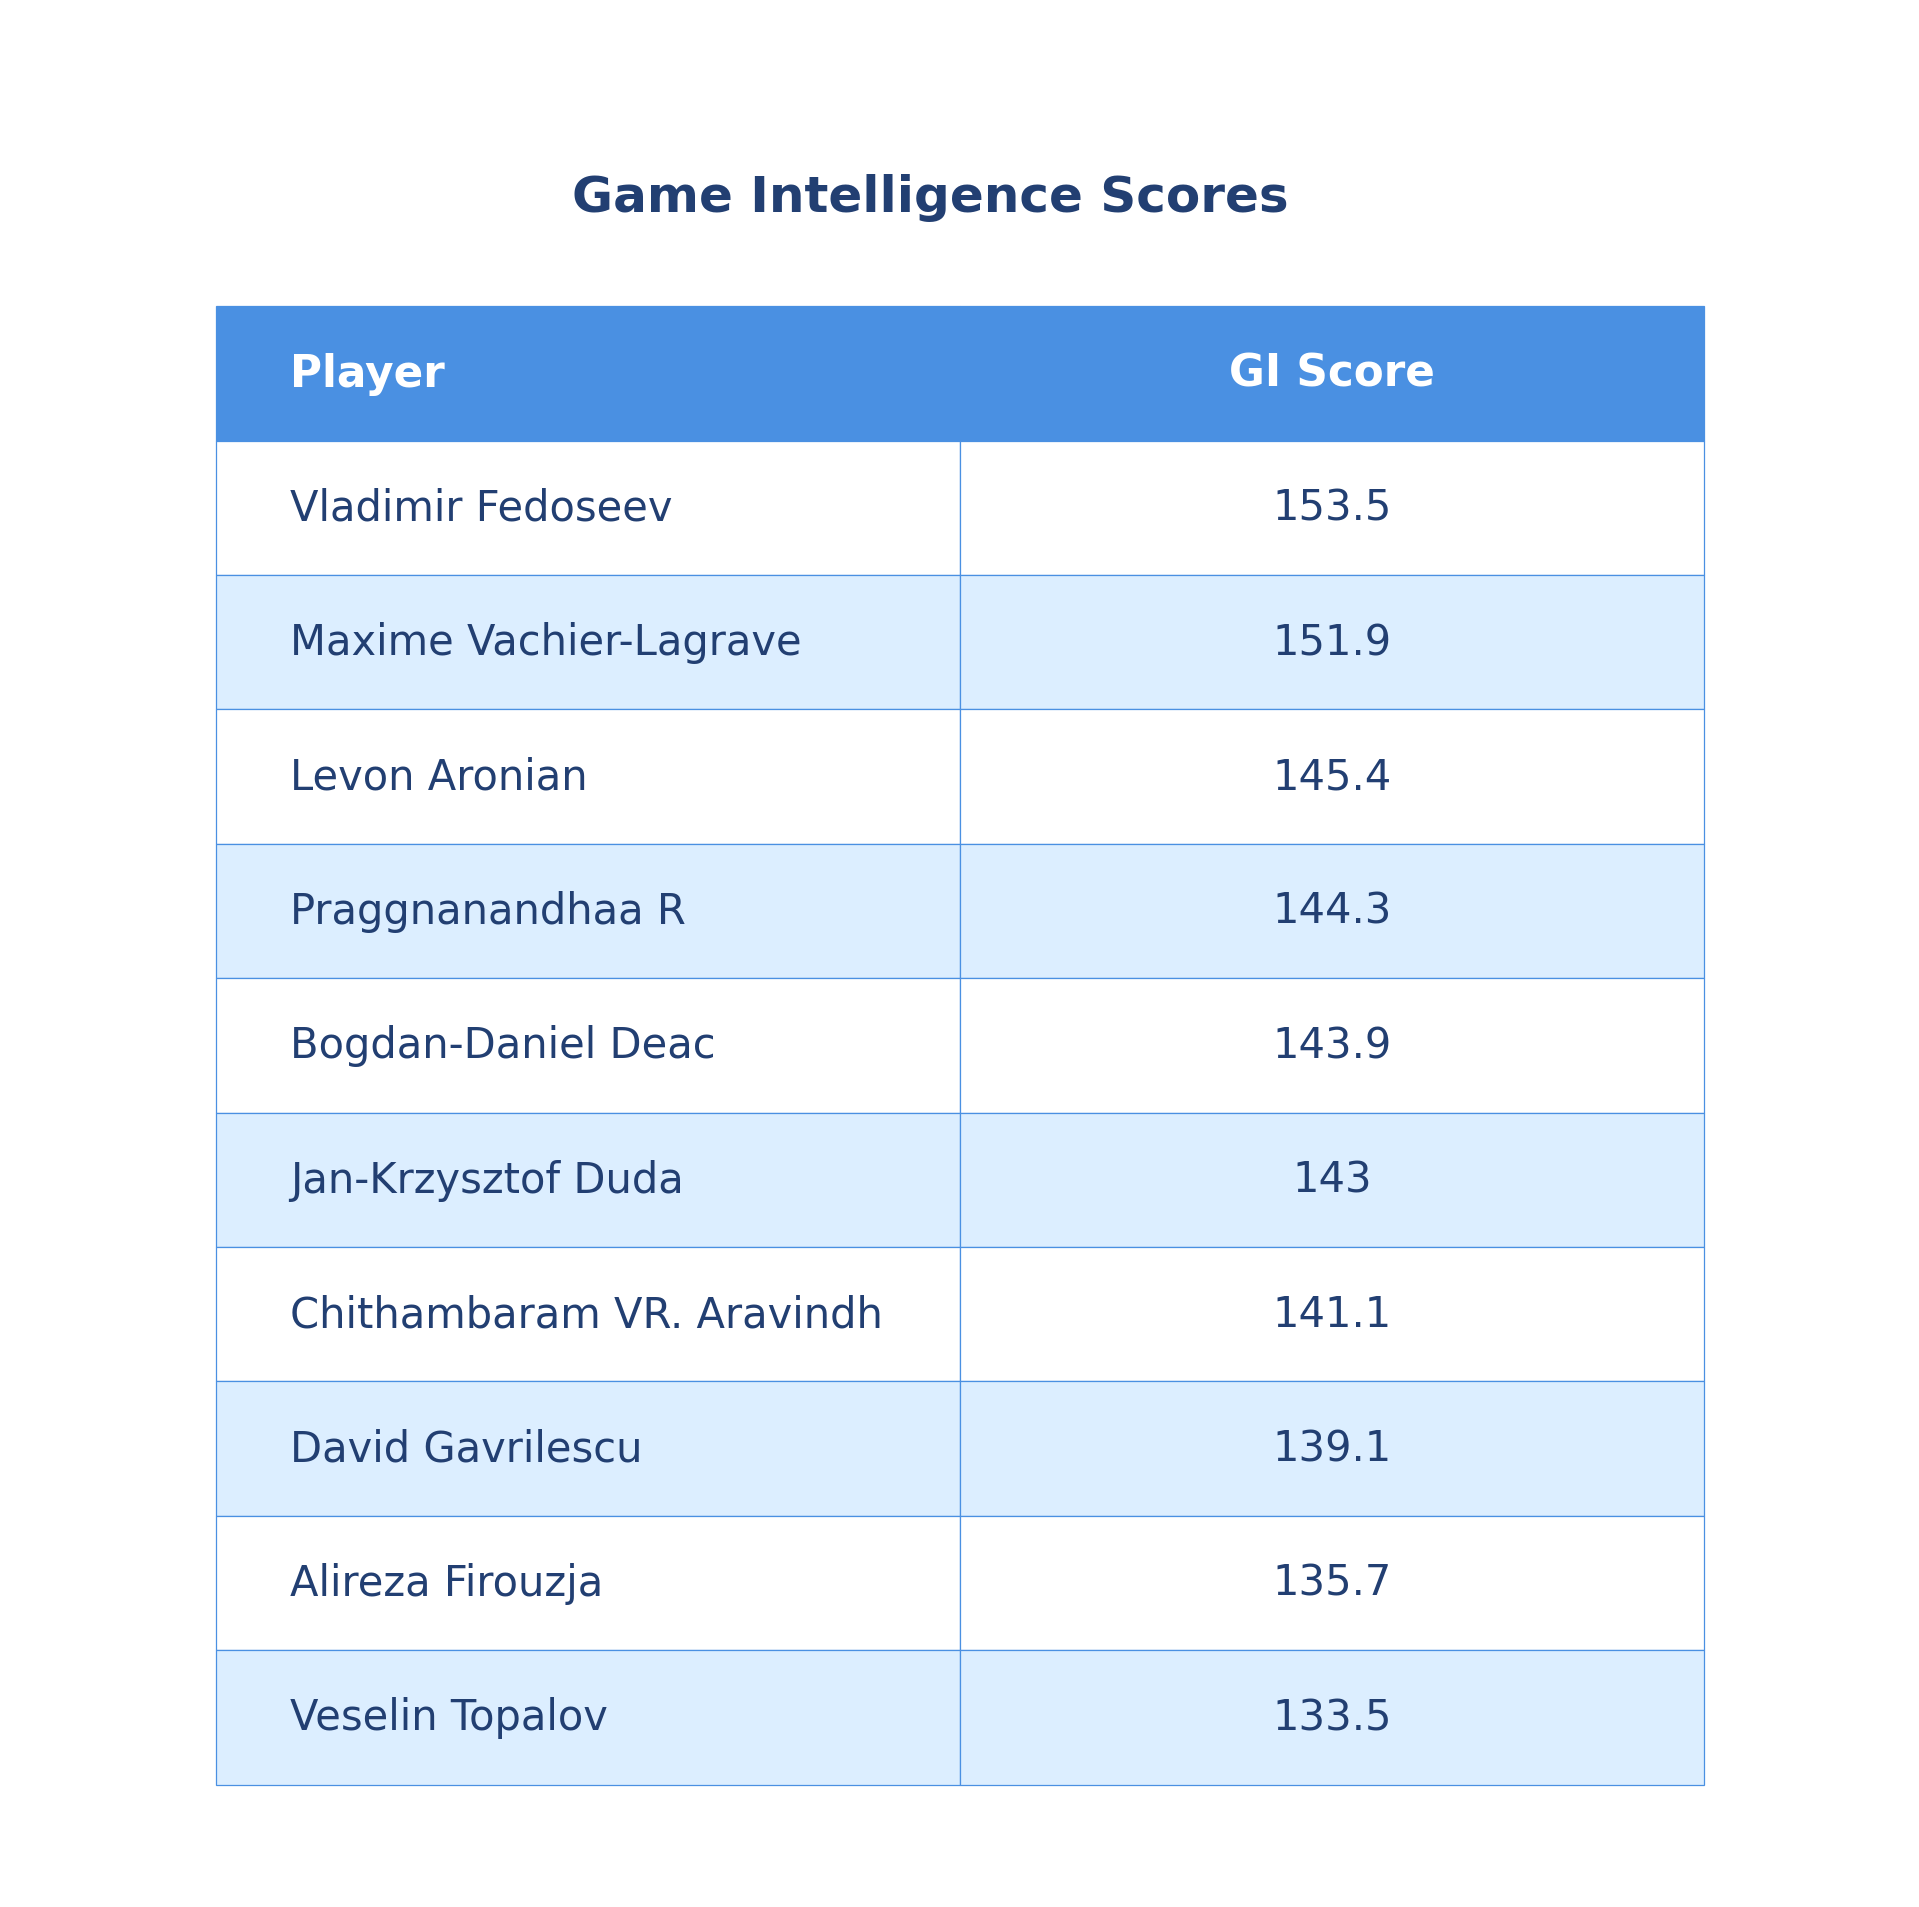 Game Intelligence Scores
Player GI Score
Vladimir Fedoseev 153.5
Maxime Vachier-Lagrave 151.9
Levon Aronian 145.4
Praggnanandhaa R 144.3
Bogdan-Daniel Deac 143.9
Jan-Krzysztof Duda 143
Chithambaram VR. Aravindh 141.1
David Gavrilescu 139.1
Alireza Firouzja 135.7
Veselin Topalov 133.5